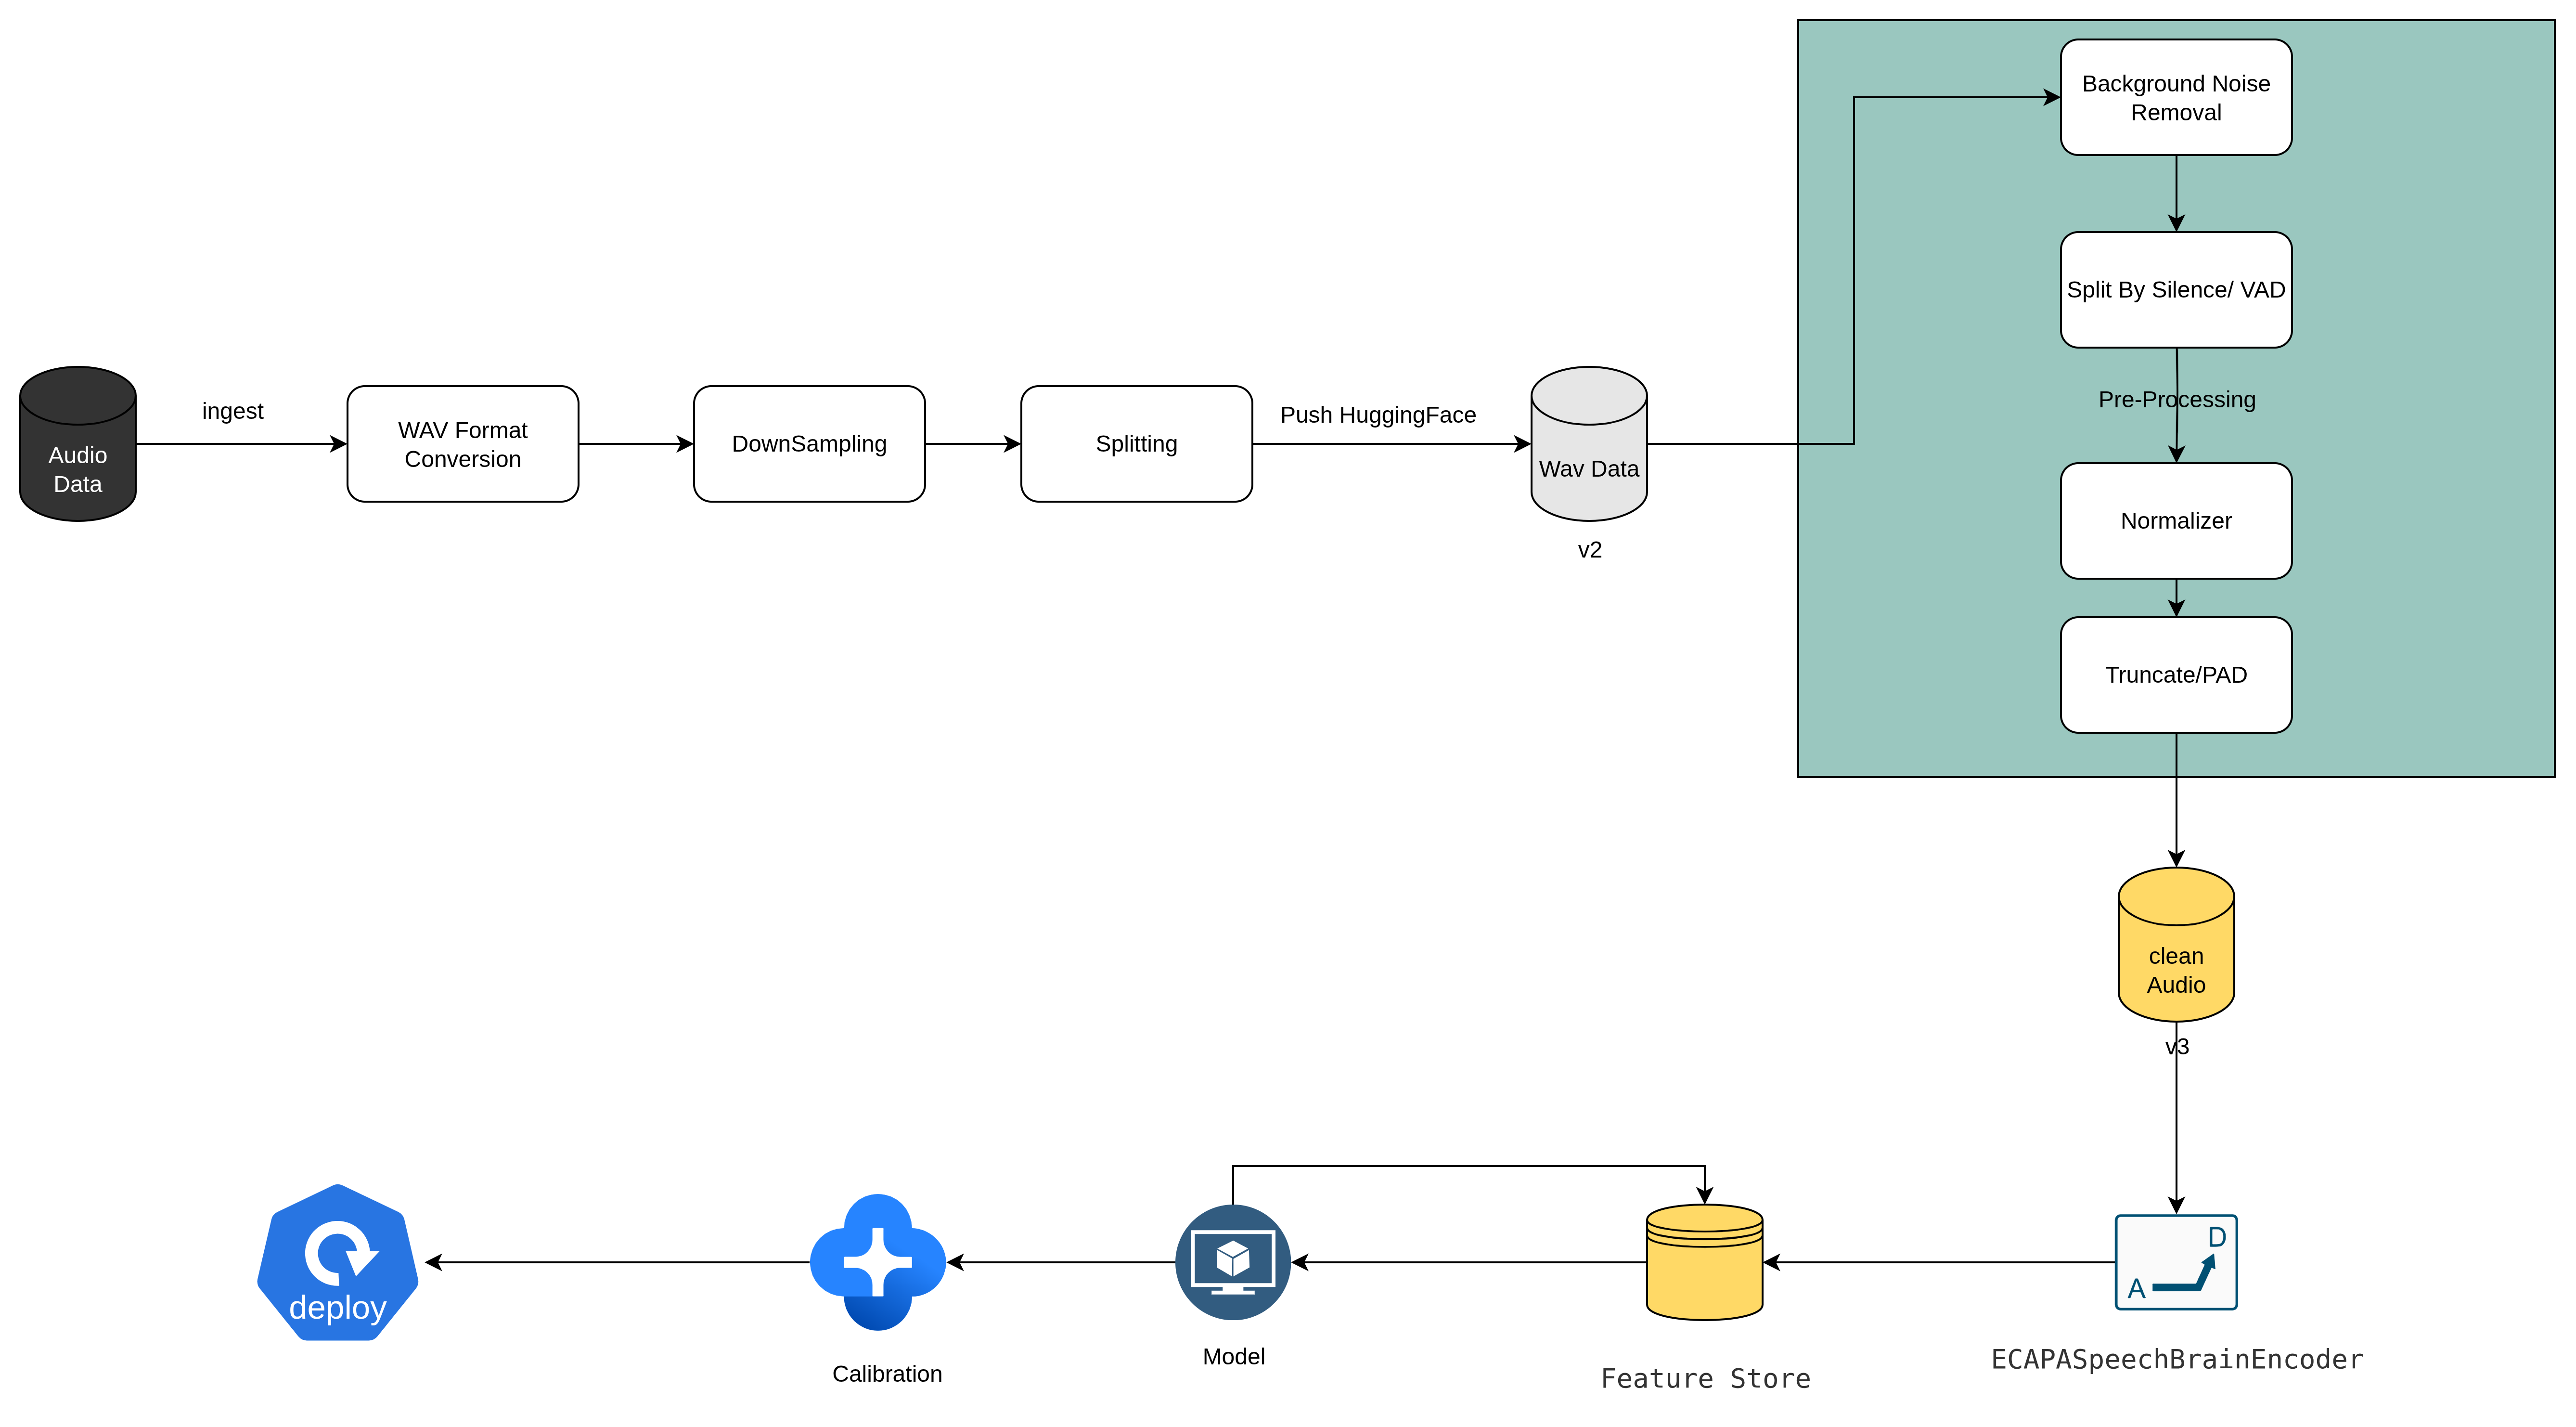 Background Noise
Removal
Split By Silence/ VAD
Pre-Processing
Audio
Data
ingest
WAV Format
Conversion
DownSampling
Splitting
Push HuggingFace
Wav Data
v2
Normalizer
Truncate/PAD
clean
Audio
v3
deploy
Calibration
Model
Feature Store
A
D
ECAPASpeechBrainEncoder